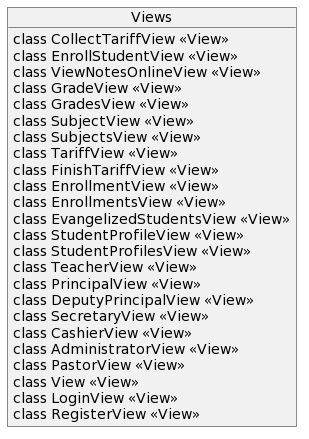 Views
class CollectTariffView «View»
class EnrollStudentView «View»
class ViewNotesOnlineView «View»
class GradeView «View»
class GradesView «View»
class SubjectView «View»
class SubjectsView «View»
class TariffView «View»
class FinishTariffView «View»
class EnrollmentView «View»
class EnrollmentsView «View»
class EvangelizedStudentsView «View»
class StudentProfileView «View»
class StudentProfilesView «View»
class TeacherView «View»
class PrincipalView «View»
class DeputyPrincipalView «View»
class SecretaryView «View»
class CashierView «View»
class AdministratorView «View»
class PastorView «View»
class View «View»
class LoginView «View»
class RegisterView «View»